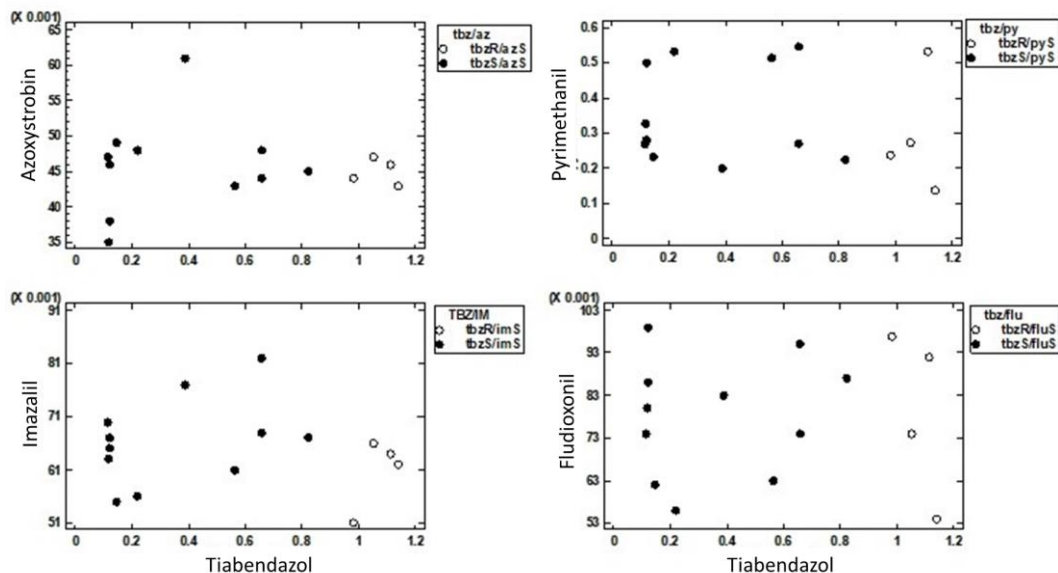 (X 0.001)
65
60
55
50
45
40
35
0 0.2 0.4 0.6 0.8 1 1.2
Azoxystrobin
tbz/az
tbzR/azS
tbzS/azS
0.6
0.5
0.4
0.3
0.2
0.1
0
0 0.2 0.4 0.6 0.8 1 1.2
Pyrimethanil
tbz/py
tbzR/pyS
tbzS/pyS
(X 0.001)
91
81
71
61
51
0 0.2 0.4 0.6 0.8 1 1.2
Imazalil
Tiabendazol
TBZ/IM
tbzR/imS
tbzS/imS
(X 0.001)
103
93
83
73
63
53
0 0.2 0.4 0.6 0.8 1 1.2
Fludioxonil
Tiabendazol
tbz/flu
tbzR/fluS
tbzS/fluS